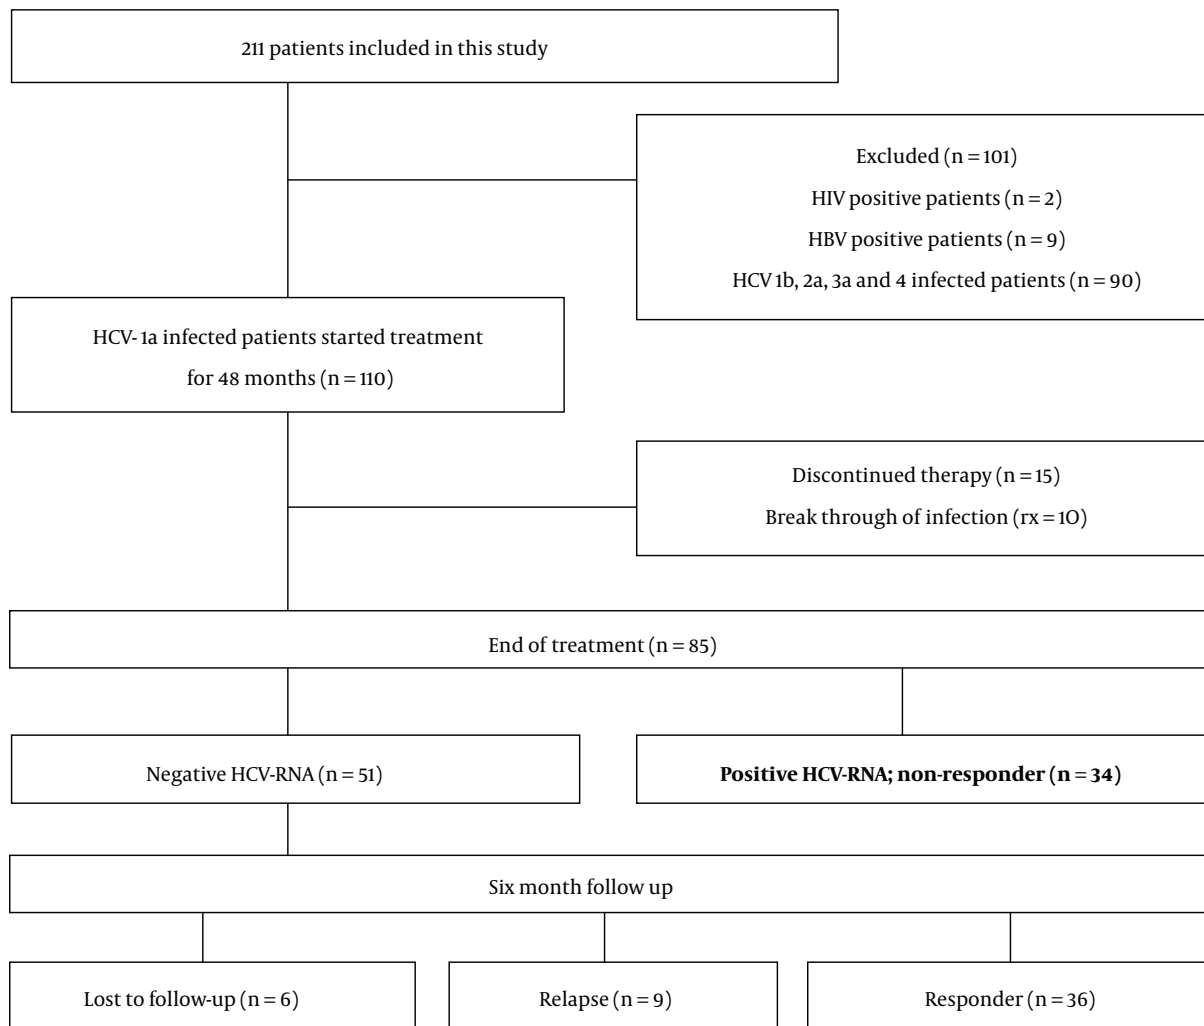 211 patients included in this study
Excluded (n = 101)
HIV positive patients (n = 2)
HBV positive patients (n = 9)
HCV 1b, 2a, 3a and 4 infected patients (n = 90)
HCV- 1a infected patients started treatment
for 48 months (n = 110)
Discontinued therapy (n = 15)
Break through of infection (rx = 1O)
End of treatment (n = 85)
Negative HCV-RNA (n = 51)
Positive HCV-RNA; non-responder (n = 34)
Six month follow up
Lost to follow-up (n = 6)
Relapse (n = 9)
Responder (n = 36)